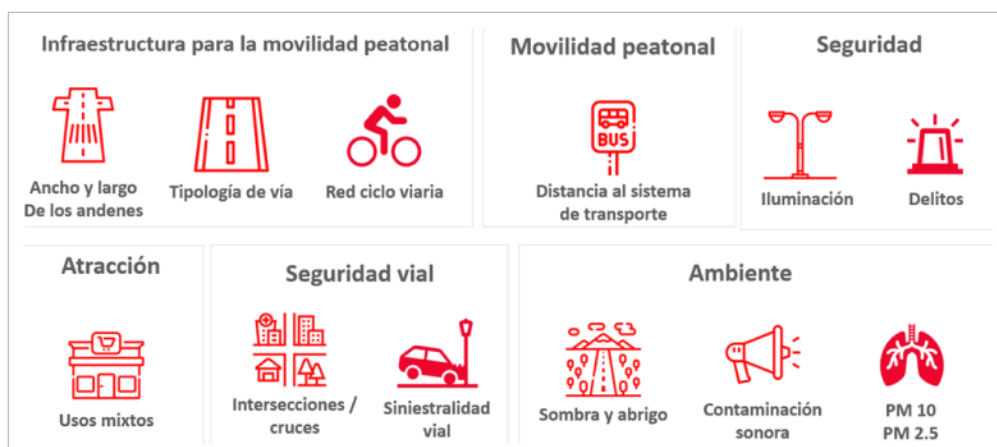 Infraestructura para la movilidad peatonal
Ancho y largo
De los andenes
Tipología de vía
Red ciclo viaria
Movilidad peatonal
BUS
Distancia al sistema
de transporte
Seguridad
Iluminación
Delitos
Atracción
Usos mixtos
Seguridad vial
Intersecciones /
cruces
Siniestralidad
vial
Ambiente
Sombra y abrigo
Contaminación
sonora
PM 10
PM 2.5